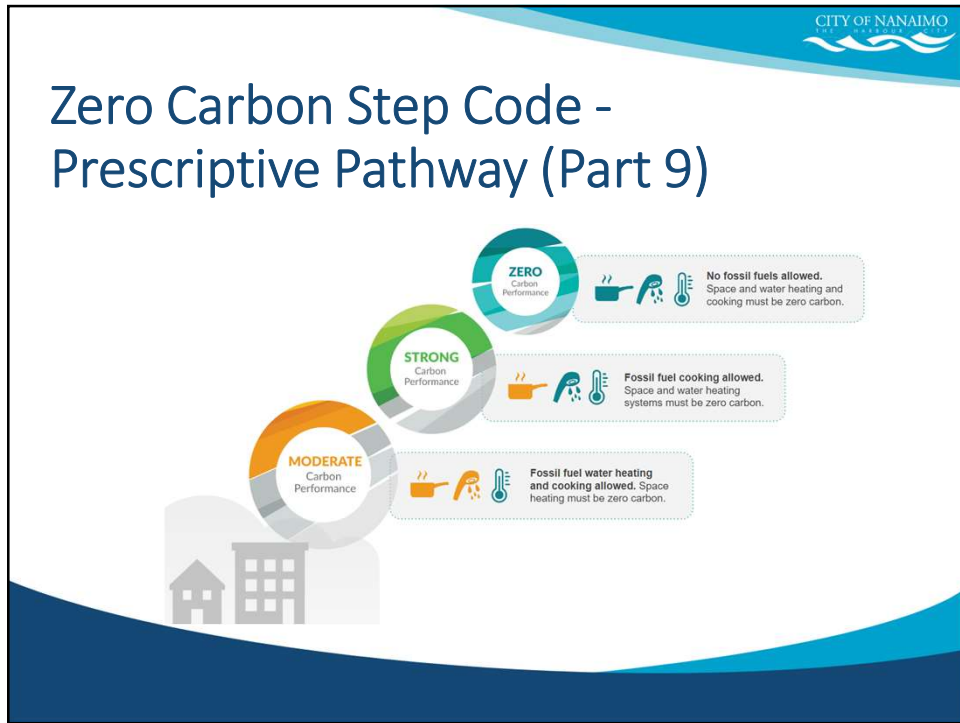 CITY OF NANAIMO
THE HARBOUR CITY
Zero Carbon Step Code -
Prescriptive Pathway (Part 9)
ZERO
Carbon
Performance
No fossil fuels allowed.
Space and water heating and
cooking must be zero carbon.
STRONG
Carbon
Performance
Fossil fuel cooking allowed.
Space and water heating
systems must be zero carbon.
MODERATE
Carbon
Performance
Fossil fuel water heating
and cooking allowed. Space
heating must be zero carbon.